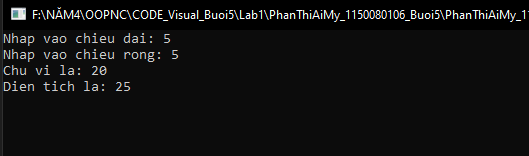 F:\NĂM4\OOPNC\CODE_Visual_Buoi5\Lab1\PhanThiAiMy_1150080106_Buoi5\PhanThiAiMy_11
Nhap vao chieu dai: 5
Nhap vao chieu rong: 5
Chu vi la: 20
Dien tich la: 25